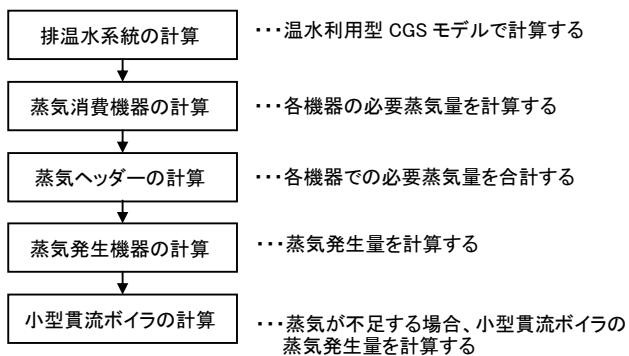 排温水系統の計算
・・・温水利用型 CGS モデルで計算する
蒸気消費機器の計算
・・・各機器の必要蒸気量を計算する
蒸気ヘッダーの計算
・・・各機器での必要蒸気量を合計する
蒸気発生機器の計算
・・・蒸気発生量を計算する
小型貫流ボイラの計算
・・・蒸気が不足する場合、小型貫流ボイラの
蒸気発生量を計算する